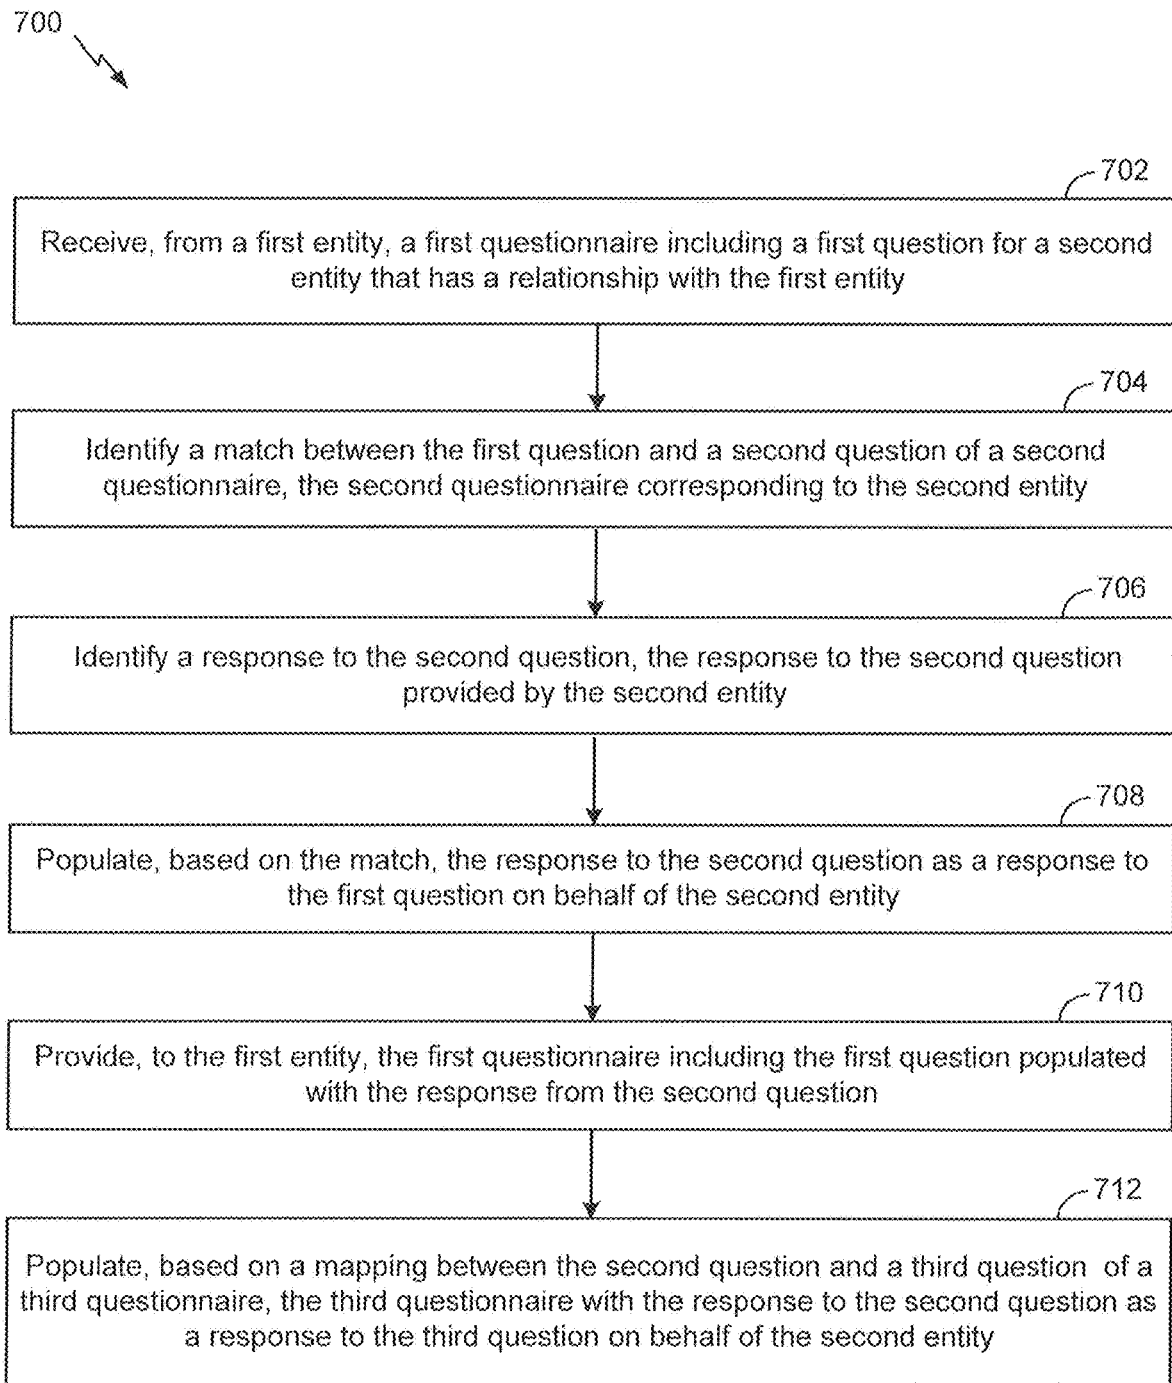 700
702
Receive, from a first entity, a first questionnaire including a first question for a second
entity that has a relationship with the first entity
704
Identify a match between the first question and a second question of a second
questionnaire, the second questionnaire corresponding to the second entity
706
Identify a response to the second question, the response to the second question
provided by the second entity
708
Populate, based on the match, the response to the second question as a response to
the first question on behalf of the second entity
710
Provide, to the first entity, the first questionnaire including the first question populated
with the response from the second question
712
Populate, based on a mapping between the second question and a third question of a
third questionnaire, the third questionnaire with the response to the second question as
a response to the third question on behalf of the second entity